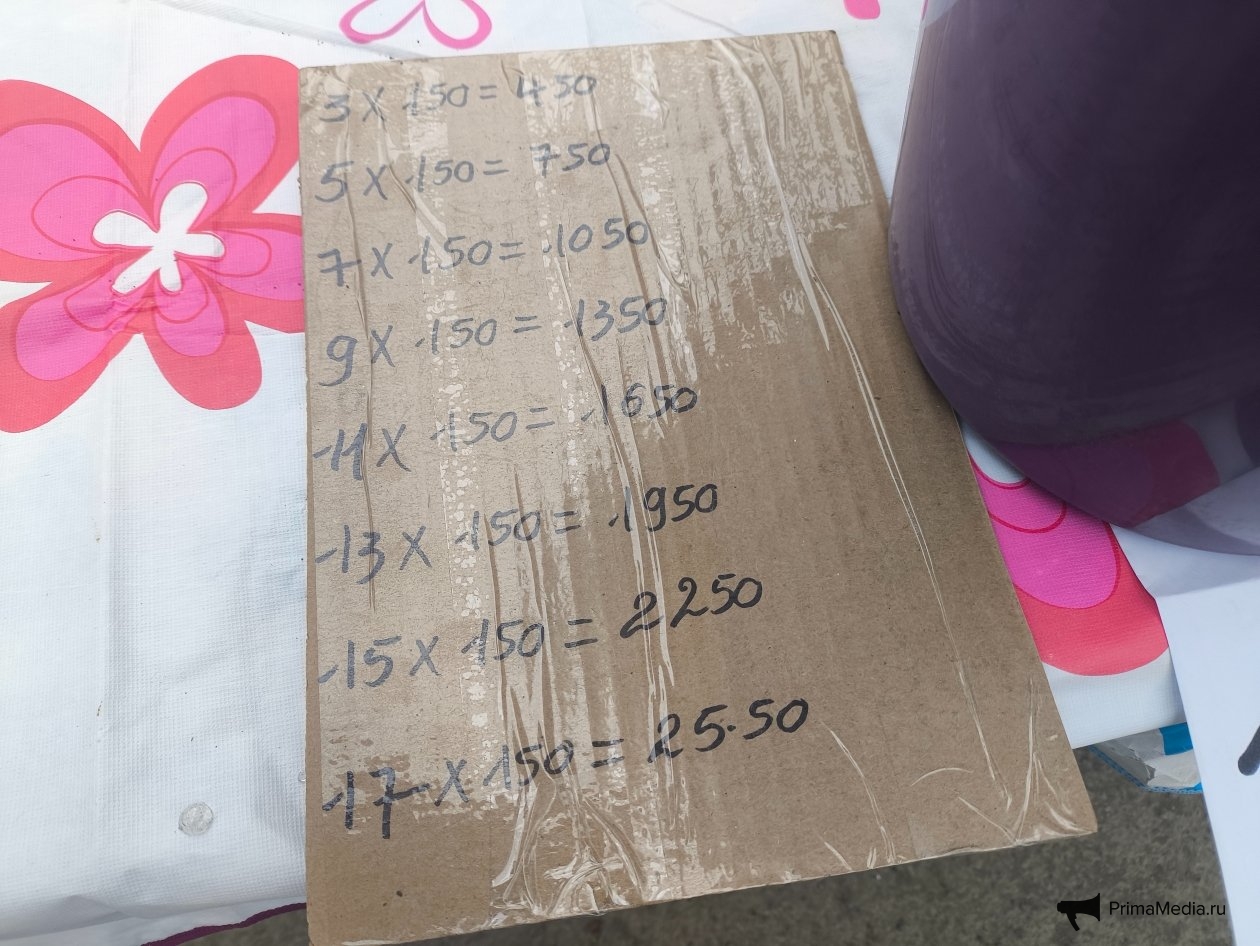 3 X 150 = 450
5 X 150 = 750
7 X 150 = 1050
9 X 150 = 1350
11 X 150 = 1650
13 X 150 = 1950
15 X 150 = 2250
17 X 150 = 25.50
PrimaMedia.ru